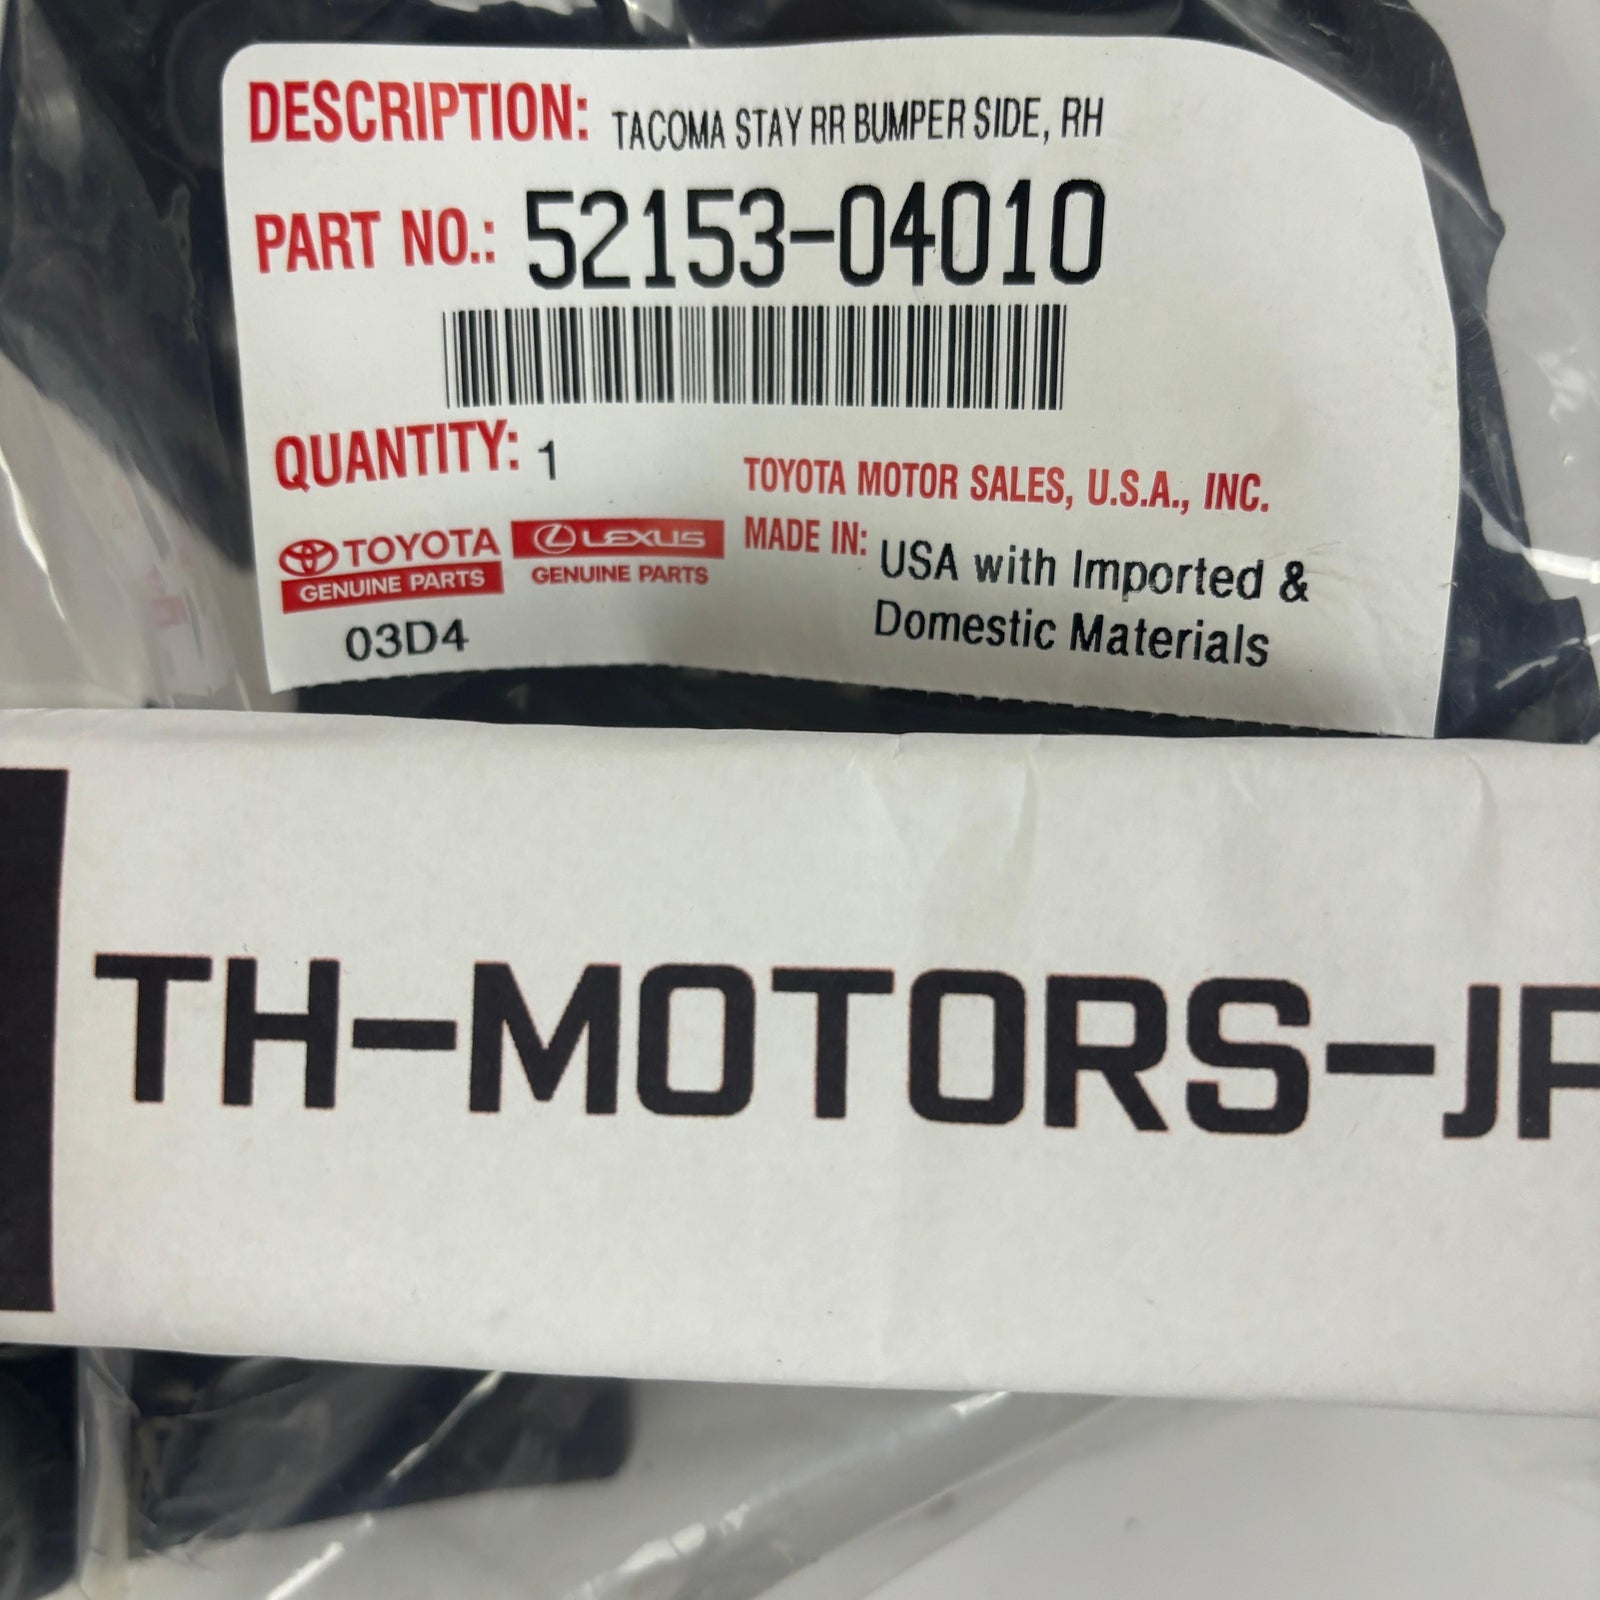 DESCRIPTION: TACOMA STAY RR BUMPER SIDE, RH
PART NO.: 52153-04010
QUANTITY: 1
TOYOTA MOTOR SALES, U.S.A., INC.
TOYOTA
GENUINE PARTS
LEXUS
GENUINE PARTS
MADE IN: USA with Imported &
Domestic Materials
03D4
TH-MOTORS-JP